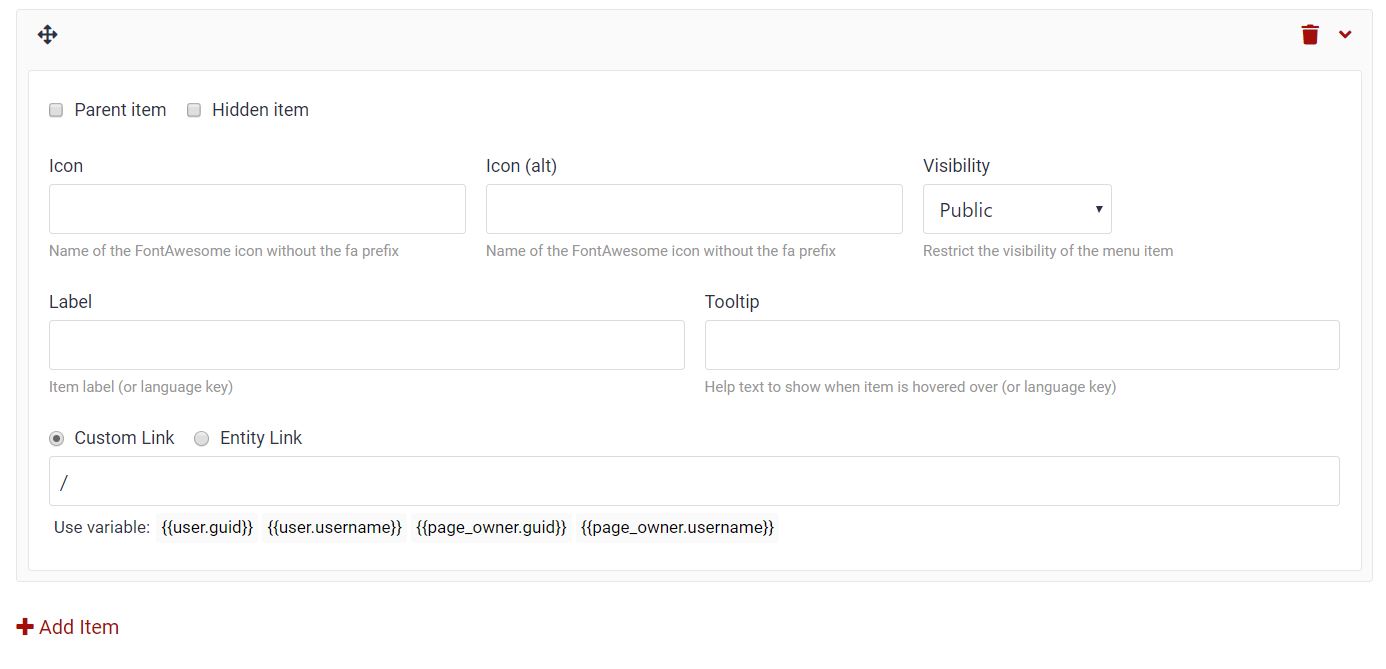 Parent item Hidden item
Icon Icon (alt) Visibility
Public
Name of the FontAwesome icon without the fa prefix Name of the FontAwesome icon without the fa prefix Restrict the visibility of the menu item
Label Tooltip
Item label (or language key) Help text to show when item is hovered over (or language key)
Custom Link Entity Link
/
Use variable: {{user.guid}} {{user.username}} {{page_owner.guid}} {{page_owner.username}}
Add Item